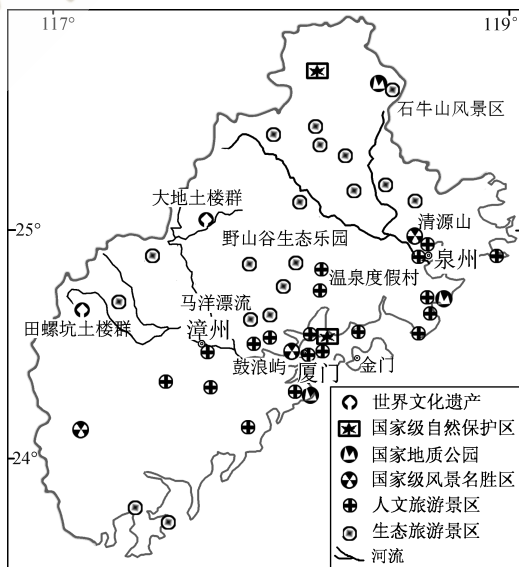 117°
119°
石牛山风景区
大地土楼群
25°
清源山
野山谷生态乐园
泉州
温泉度假村
马洋漂流
田螺坑土楼群
漳州
鼓浪屿
厦门
金门
24°
世界文化遗产
国家级自然保护区
国家地质公园
国家级风景名胜区
人文旅游景区
生态旅游景区
河流